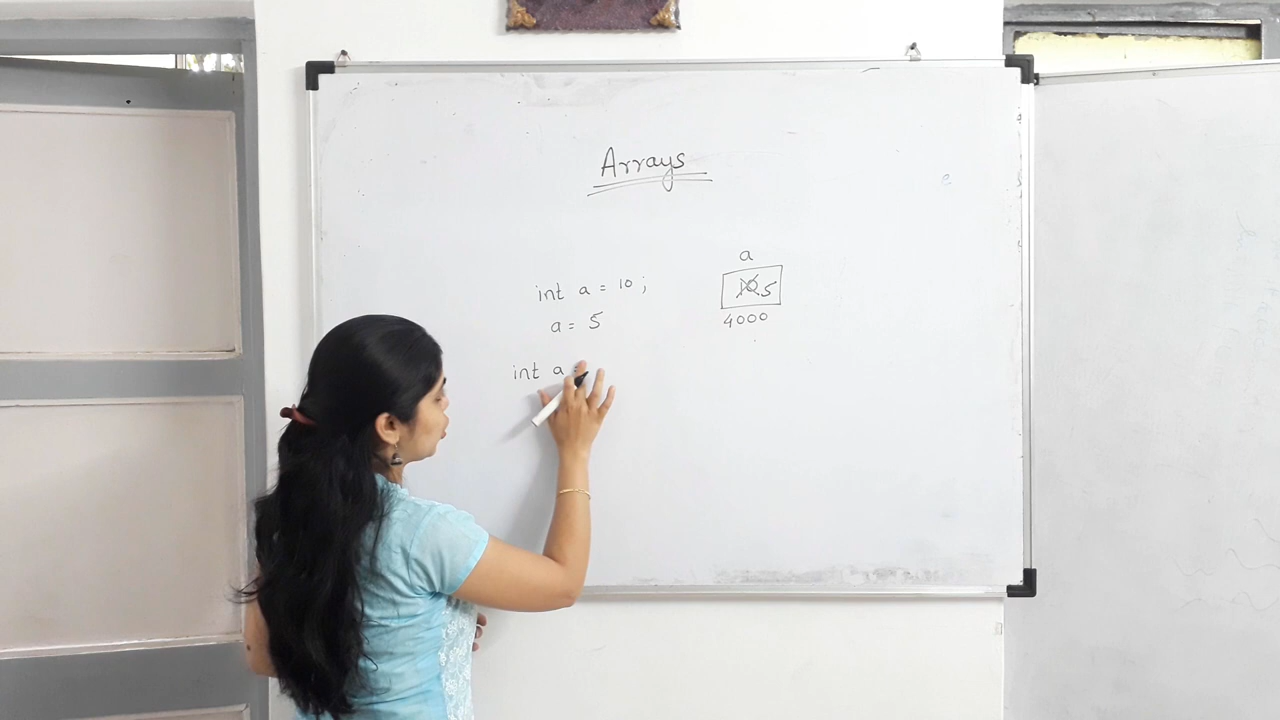 Arrays
a
int a = 10 ;
10 5
a = 5
4000
int a =